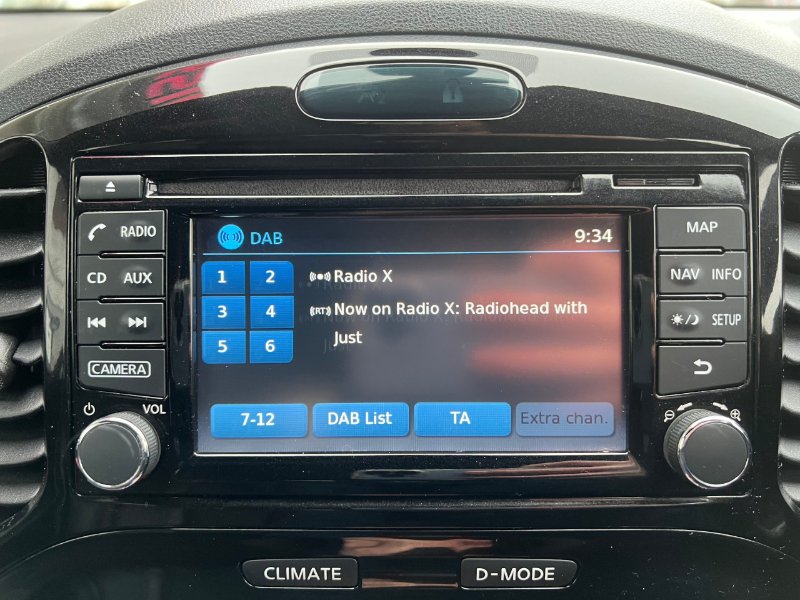 DAB
9:34
RADIO
MAP
1 2
Radio X
CD AUX
NAV INFO
3 4
(RT) Now on Radio X: Radiohead with
Just
SETUP
5 6
CAMERA
VOL
7-12
DAB List
TA
Extra chan.
CLIMATE
D-MODE